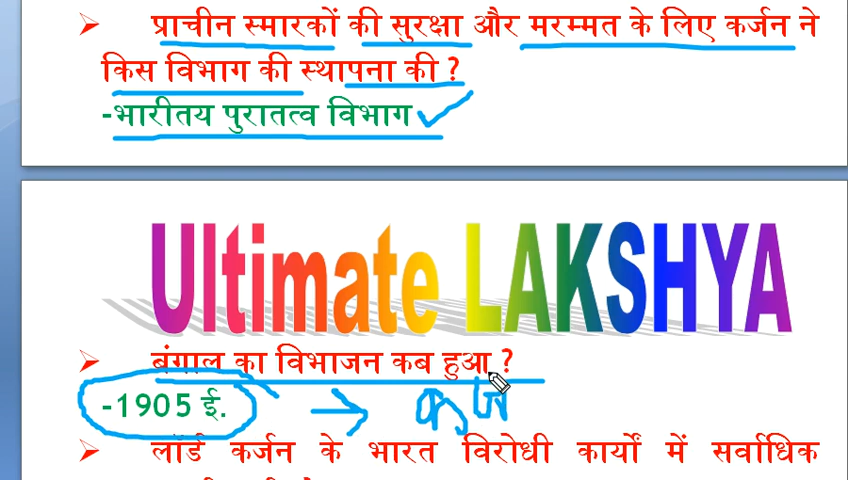 प्राचीन स्मारकों की सुरक्षा और मरम्मत के लिए कर्जन ने
किस विभाग की स्थापना की ?
-भारीतय पुरातत्व विभाग
Ultimate LAKSHYA
बंगाल का विभाजन कब हुआ ?
-1905 ई.
लॉर्ड कर्जन के भारत विरोधी कार्यों में सर्वाधिक